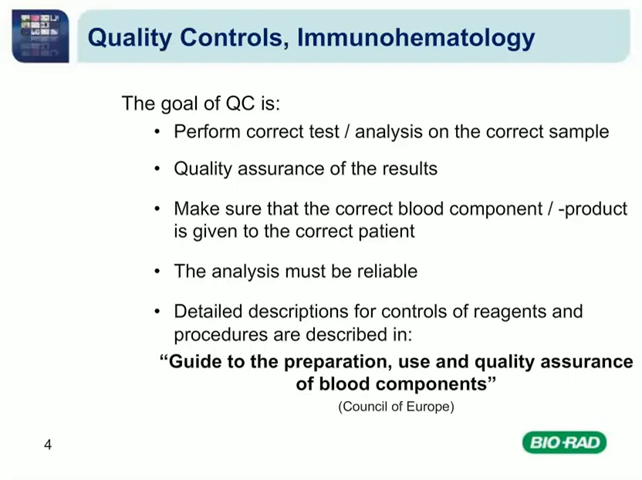 Quality Controls, Immunohematology
The goal of QC is:
• Perform correct test / analysis on the correct sample
• Quality assurance of the results
• Make sure that the correct blood component / -product
is given to the correct patient
• The analysis must be reliable
• Detailed descriptions for controls of reagents and
procedures are described in:
“Guide to the preparation, use and quality assurance
of blood components”
(Council of Europe)
4
BIO-RAD